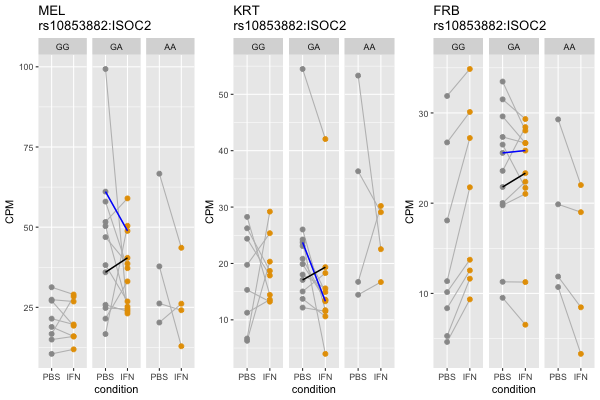 MEL
rs10853882:ISOC2
GG GA AA
100
75
50
25
CPM
PBS IFN PBS IFN PBS IFN
condition
KRT
rs10853882:ISOC2
GG GA AA
50
40
30
20
10
CPM
PBS IFN PBS IFN PBS IFN
condition
FRB
rs10853882:ISOC2
GG GA AA
30
20
10
CPM
PBS IFN PBS IFN PBS IFN
condition